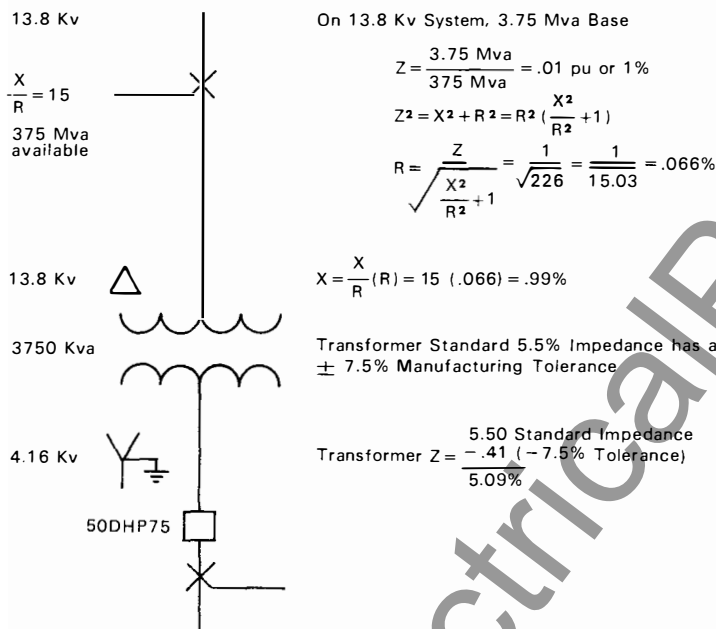 13.8 Kv
X/R = 15
375 Mva
available
13.8 Kv
3750 Kva
4.16 Kv
50DHP75
On 13.8 Kv System, 3.75 Mva Base
Z = 3.75 Mva / 375 Mva = .01 pu or 1%
Z² = X² + R² = R² (X²/R² + 1)
R = Z / √(X²/R² + 1) = 1 / √226 = 1 / 15.03 = .066%
X = X/R (R) = 15 (.066) = .99%
Transformer Standard 5.5% Impedance has a
± 7.5% Manufacturing Tolerance
Transformer Z = 5.50 Standard Impedance
− .41 (− 7.5% Tolerance)
5.09%
ectricalP